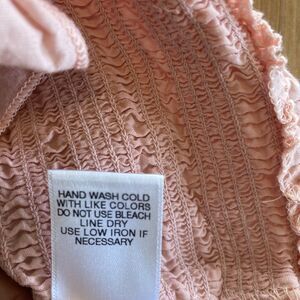 HAND WASH COLD
WITH LIKE COLORS
DO NOT USE BLEACH
LINE DRY
USE LOW IRON IF
NECESSARY